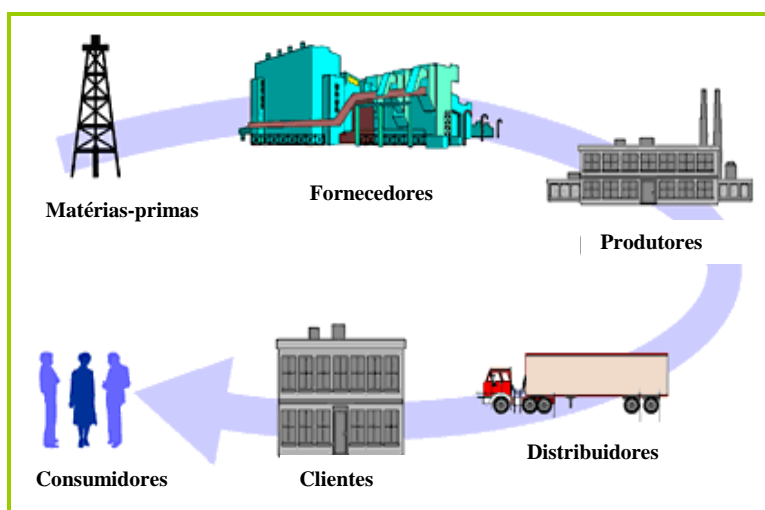 Matérias-primas
Fornecedores
Produtores
Distribuidores
Clientes
Consumidores